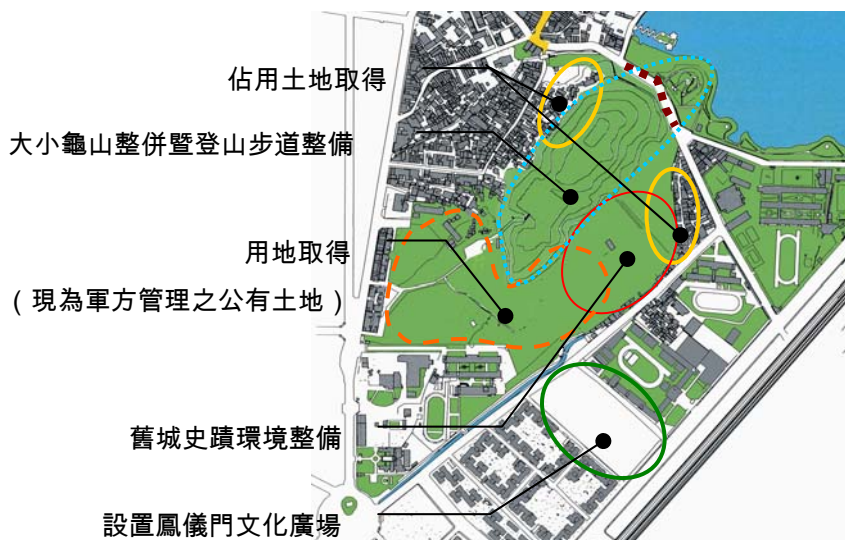 佔用土地取得
大小龜山整併暨登山步道整備
用地取得
（現為軍方管理之公有土地）
舊城史蹟環境整備
設置鳳儀門文化廣場